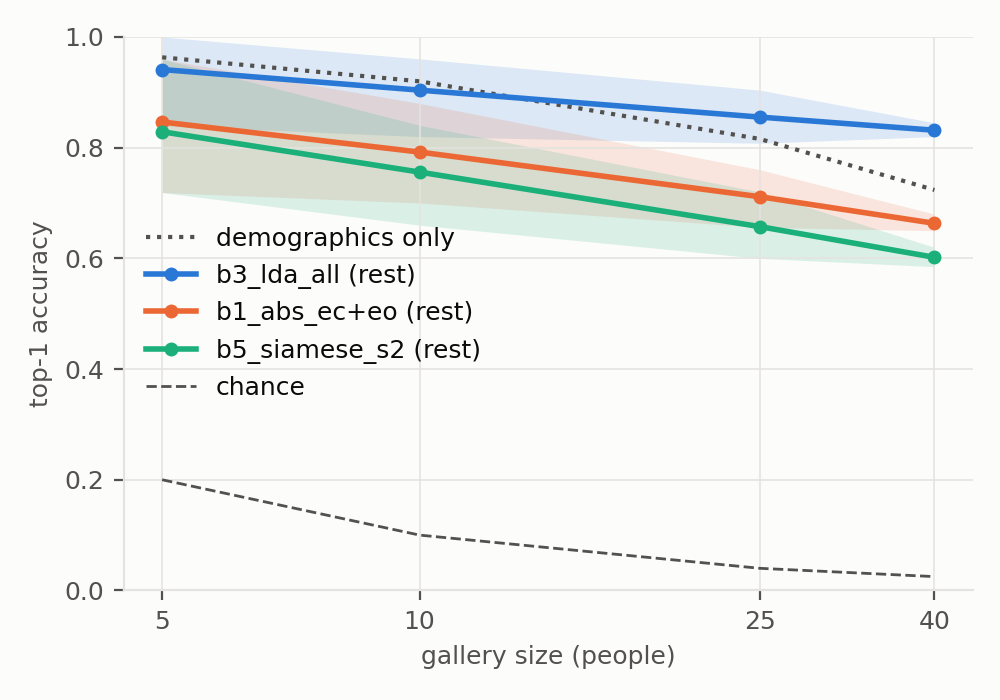 1.0
0.8
0.6
0.4
0.2
0.0
top-1 accuracy
demographics only
b3_lda_all (rest)
b1_abs_ec+eo (rest)
b5_siamese_s2 (rest)
chance
5 10 25 40
gallery size (people)